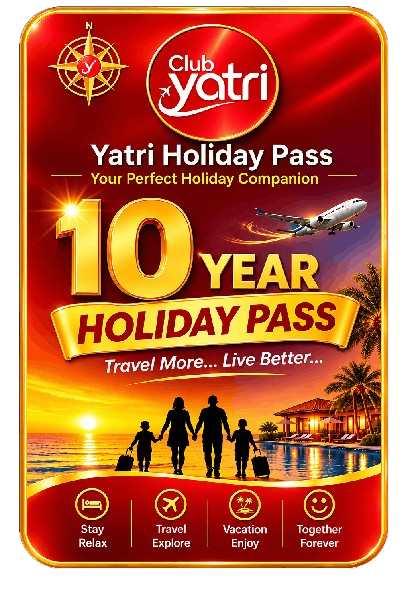 Club
Yatri
Yatri Holiday Pass
Your Perfect Holiday Companion
10 YEAR
HOLIDAY PASS
Travel More... Live Better...
Stay
Relax
Travel
Explore
Vacation
Enjoy
Together
Forever